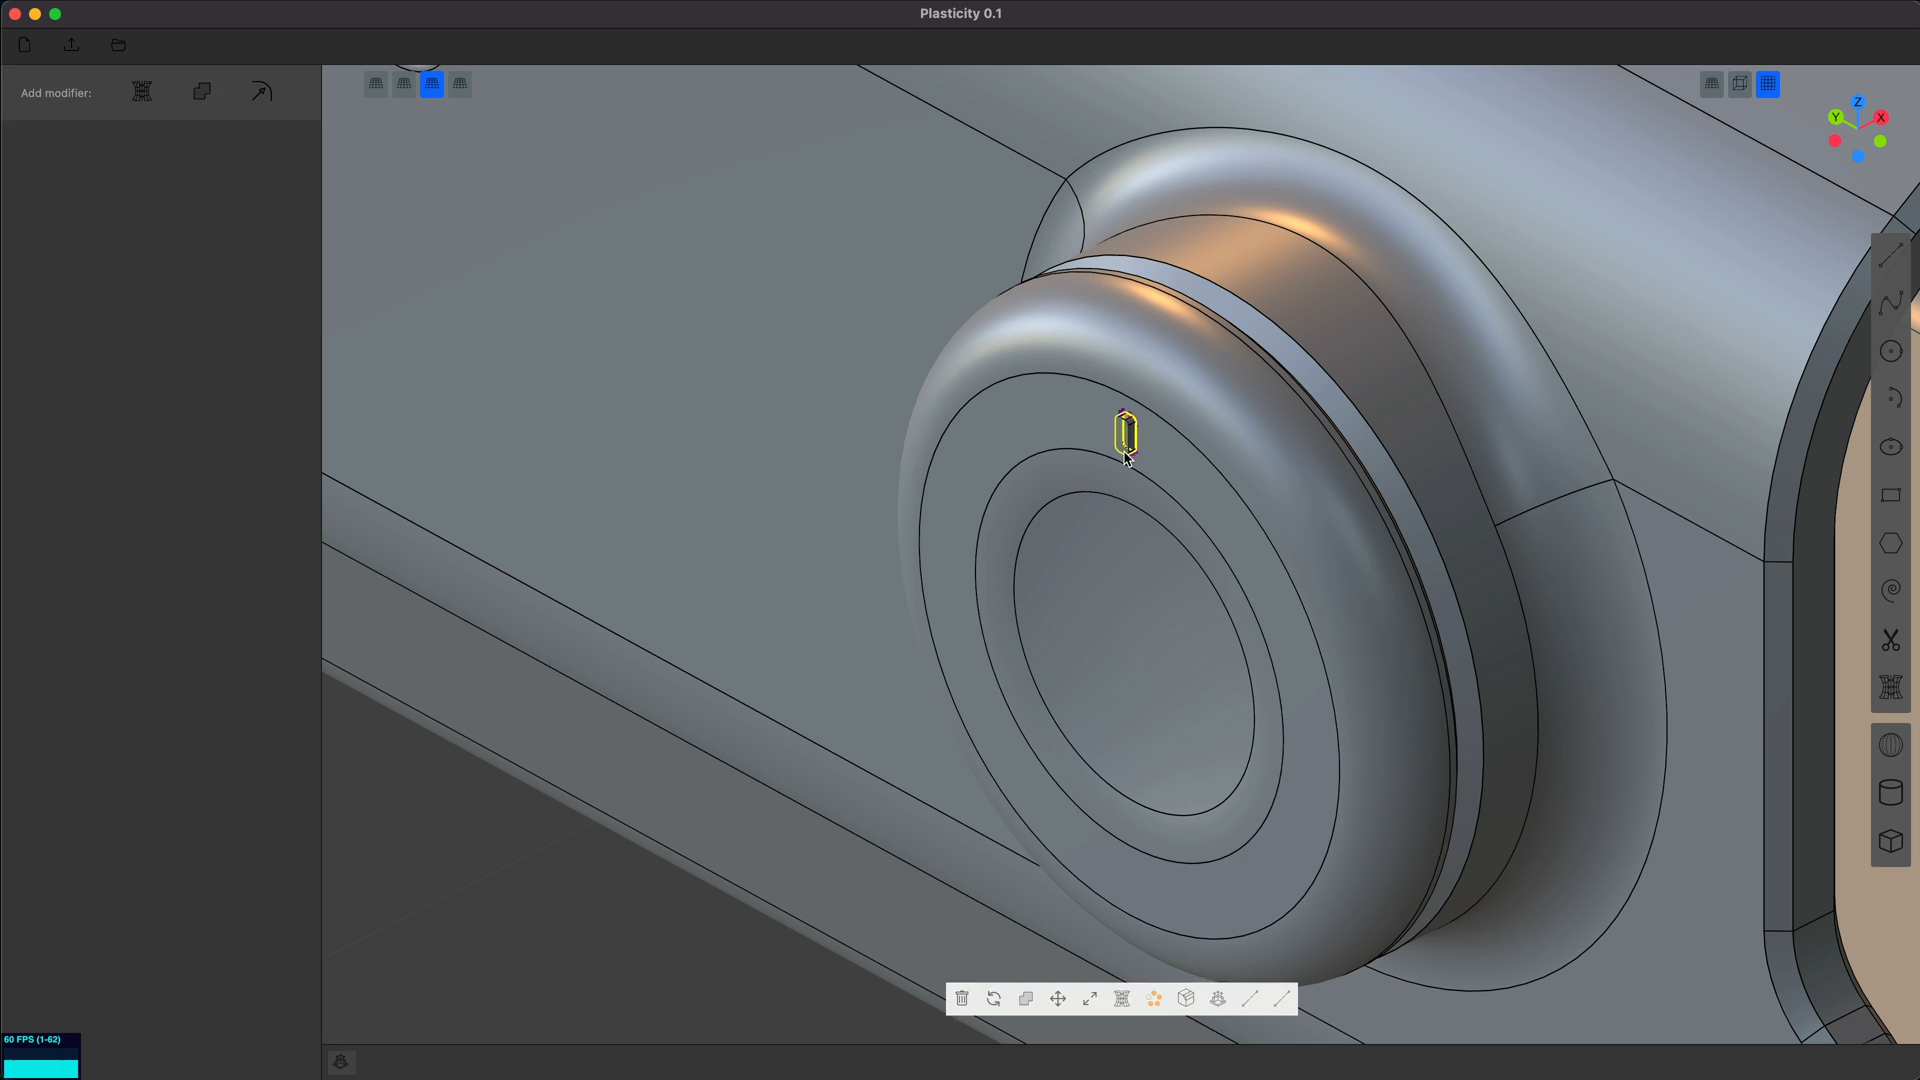 Plasticity 0.1
Add modifier:
Z
Y
X
60 FPS (1-62)